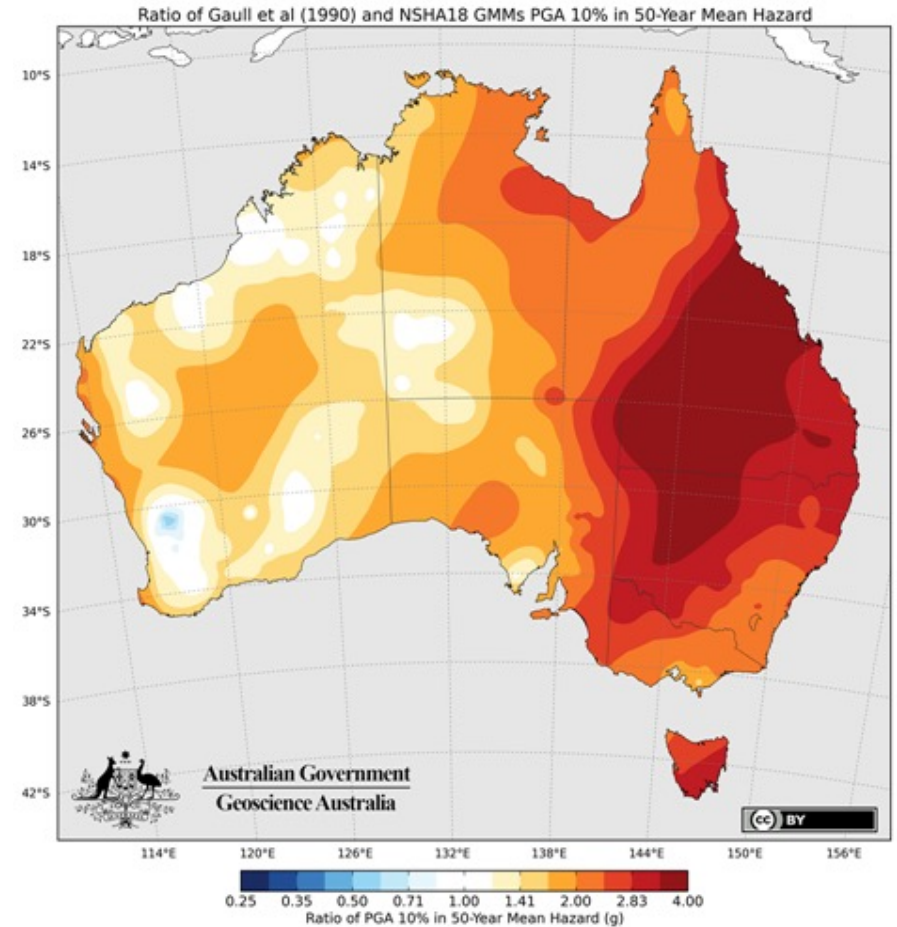 Ratio of Gaull et al (1990) and NSHA18 GMMs PGA 10% in 50-Year Mean Hazard
10°S
14°S
18°S
22°S
26°S
30°S
34°S
38°S
42°S
Australian Government
Geoscience Australia
cc BY
114°E 120°E 126°E 132°E 138°E 144°E 150°E 156°E
0.25 0.35 0.50 0.71 1.00 1.41 2.00 2.83 4.00
Ratio of PGA 10% in 50-Year Mean Hazard (g)